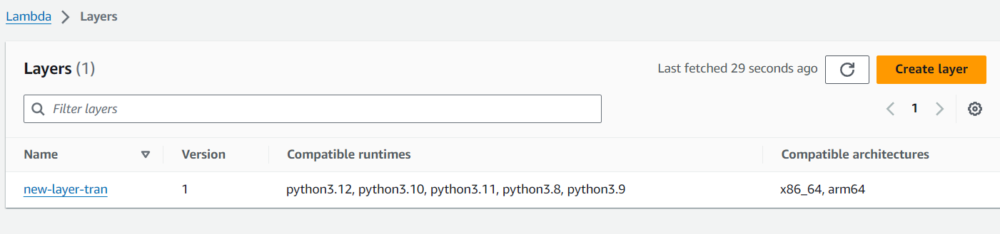 Lambda > Layers
Layers (1)
Last fetched 29 seconds ago
Create layer
Filter layers
1
Name Version Compatible runtimes Compatible architectures
new-layer-tran 1 python3.12, python3.10, python3.11, python3.8, python3.9 x86_64, arm64